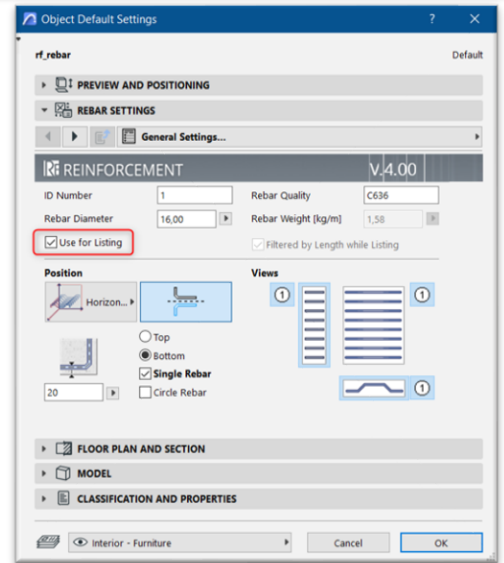 Object Default Settings
?
rf_rebar
Default
PREVIEW AND POSITIONING
REBAR SETTINGS
General Settings...
REINFORCEMENT
V.4.00
ID Number
1
Rebar Quality
C636
Rebar Diameter
16,00
Rebar Weight [kg/m]
1,58
Use for Listing
Filtered by Length while Listing
Position
Views
Horizon...
1
1
Top
Bottom
Single Rebar
20
Circle Rebar
1
FLOOR PLAN AND SECTION
MODEL
CLASSIFICATION AND PROPERTIES
Interior - Furniture
Cancel
OK